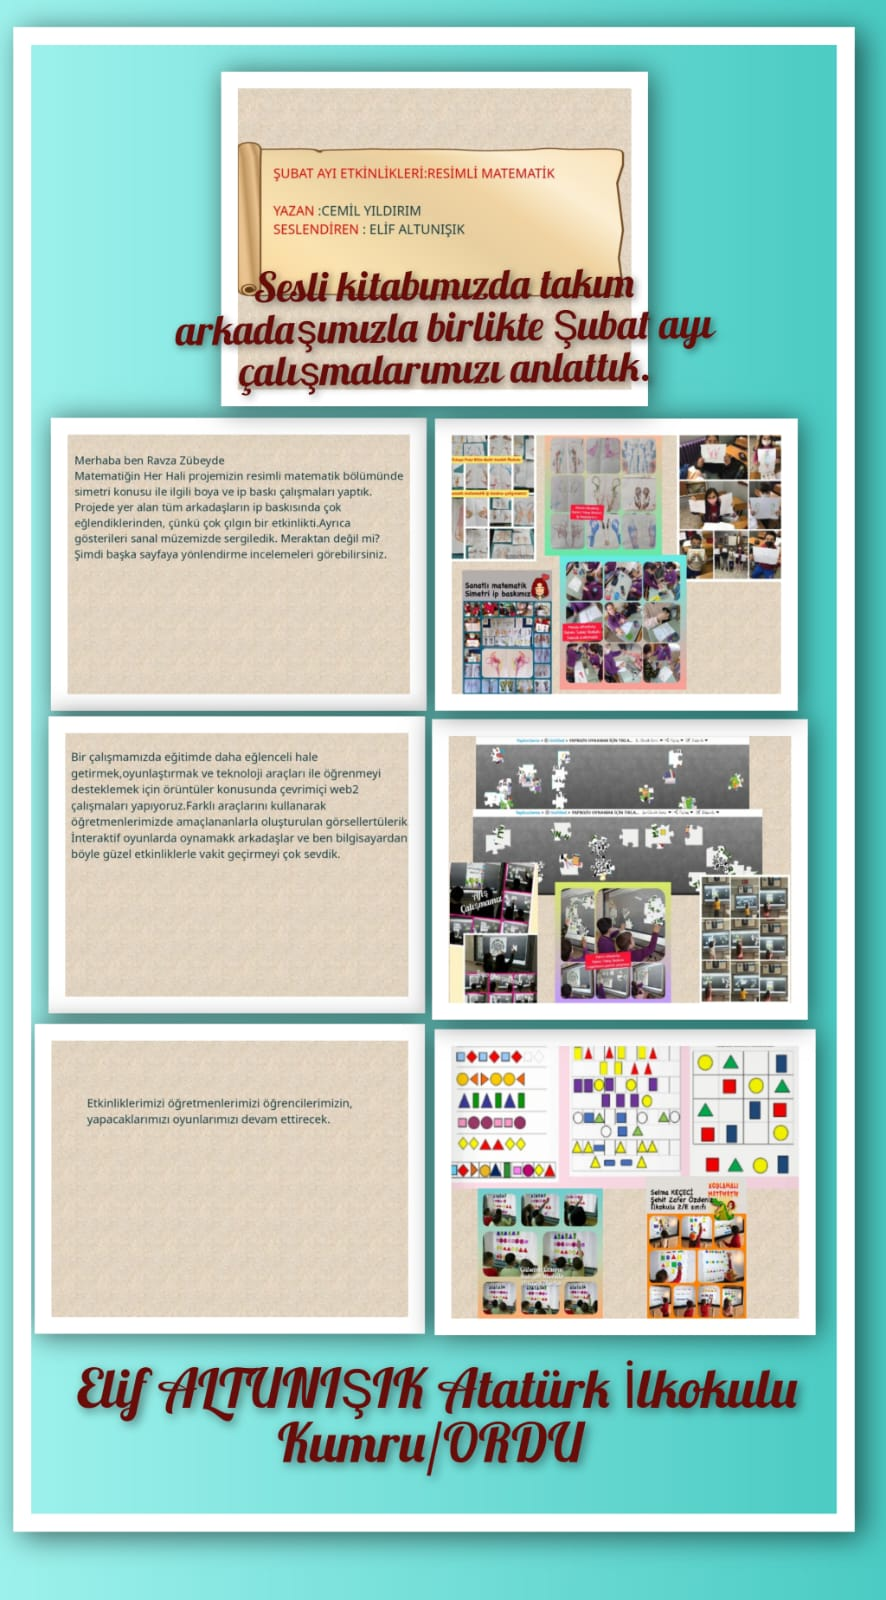 ŞUBAT AYI ETKİNLİKLERİ:RESİMLİ MATEMATİK
YAZAN :CEMİL YILDIRIM
SESLENDİREN : ELİF ALTUNIŞIK
Sesli kitabımızda takım
arkadaşımızla birlikte Şubat ayı
çalışmalarımızı anlattık.
Merhaba ben Ravza Zübeyde
Matematiğin Her Hali projemizin resimli matematik bölümünde
simetri konusu ile ilgili boya ve ip baskı çalışmaları yaptık.
Projede yer alan tüm arkadaşların ip baskısında çok
eğlendiklerinden, çünkü çok çılgın bir etkinlikti.Ayrıca
gösterileri sanal müzemizde sergiledik. Meraktan değil mi?
Şimdi başka sayfaya yönlendirme incelemeleri görebilirsiniz.
Sanatlı matematik
Simetri ip baskımız
Bir çalışmamızda eğitimde daha eğlenceli hale
getirmek,oyunlaştırmak ve teknoloji araçları ile öğrenmeyi
desteklemek için örüntüler konusunda çevrimiçi web2
çalışmaları yapıyoruz.Farklı araçlarını kullanarak
öğretmenlerimizde amaçlananlarla oluşturulan görsellertülerik
İnteraktif oyunlarda oynamakk arkadaşlar ve ben bilgisayardan
böyle güzel etkinliklerle vakit geçirmeyi çok sevdik.
Çalışmamız
Etkinliklerimizi öğretmenlerimizi öğrencilerimizin,
yapacaklarımızı oyunlarımızı devam ettirecek.
Selma KEÇECİ
Şehit Zafer Özdeniz
İlkokulu 2/B sınıfı
KODLAMALI
MATEMATİK
Elif ALTUNIŞIK Atatürk İlkokulu
Kumru/ORDU